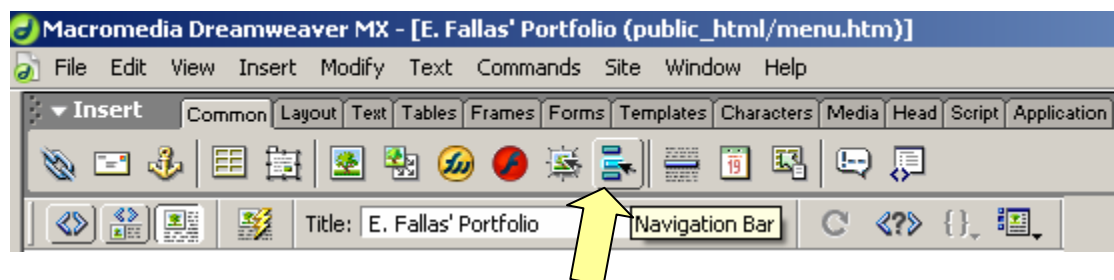 Macromedia Dreamweaver MX - [E. Fallas' Portfolio (public_html/menu.htm)]
File Edit View Insert Modify Text Commands Site Window Help
Insert Common Layout Text Tables Frames Forms Templates Characters Media Head Script Application
19
Title: E. Fallas' Portfolio Navigation Bar